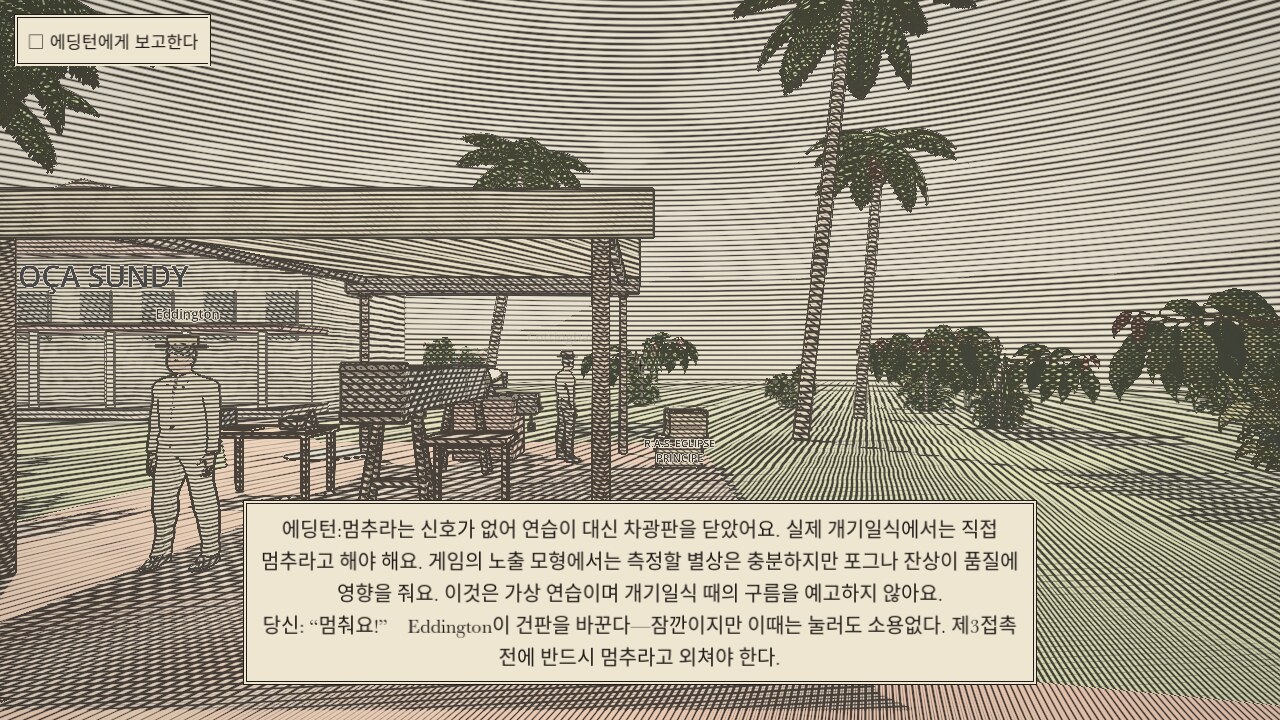 □ 에딩턴에게 보고한다
OÇA SUNDY
Eddington
R.A.S. ECLIPSE
PRINCIPE
에딩턴:멈추라는 신호가 없어 연습이 대신 차광판을 닫았어요. 실제 개기일식에서는 직접
멈추라고 해야 해요. 게임의 노출 모형에서는 측정할 별상은 충분하지만 포그나 잔상이 품질에
영향을 줘요. 이것은 가상 연습이며 개기일식 때의 구름을 예고하지 않아요.
당신: “멈춰요!” Eddington이 건판을 바꾼다—잠깐이지만 이때는 눌러도 소용없다. 제3접촉
전에 반드시 멈추라고 외쳐야 한다.